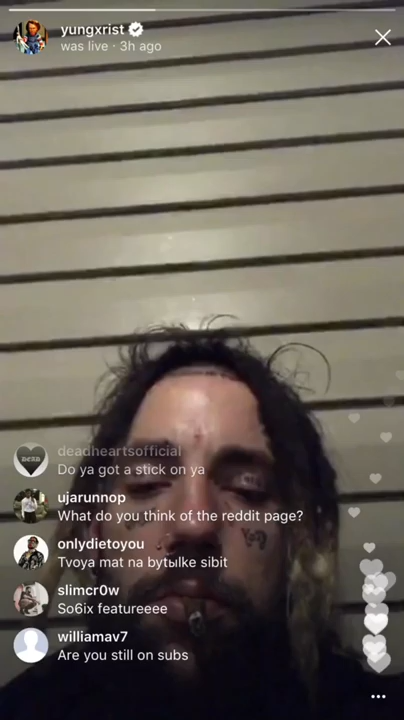 yungxrist
was live · 3h ago
deadheartsofficial
Do ya got a stick on ya
ujarunnop
What do you think of the reddit page?
onlydietoyou
Tvoya mat na bytыlke sibit
slimcr0w
So6ix featureeee
williamav7
Are you still on subs